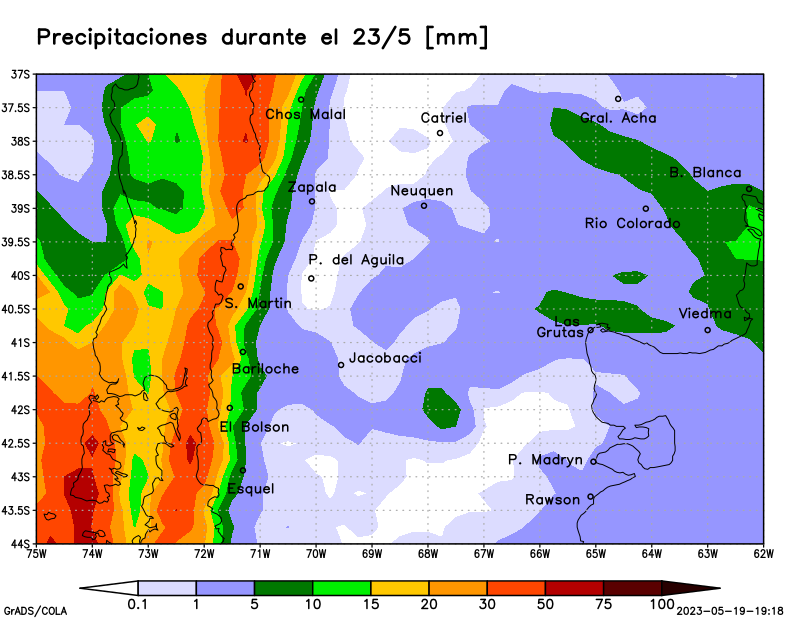 Precipitaciones durante el 23/5 [mm]
37S
37.5S
38S
38.5S
39S
39.5S
40S
40.5S
41S
41.5S
42S
42.5S
43S
43.5S
44S
Chos Malal
Catriel
Gral. Acha
B. Blanca
Zapala
Neuquen
Rio Colorado
P. del Aguila
S. Martin
Viedma
Las
Grutas
Jacobacci
Bariloche
El Bolson
P. Madryn
Esquel
Rawson
75W 74W 73W 72W 71W 70W 69W 68W 67W 66W 65W 64W 63W 62W
0.1 1 5 10 15 20 30 50 75 100
GrADS/COLA
2023-05-19-19:18